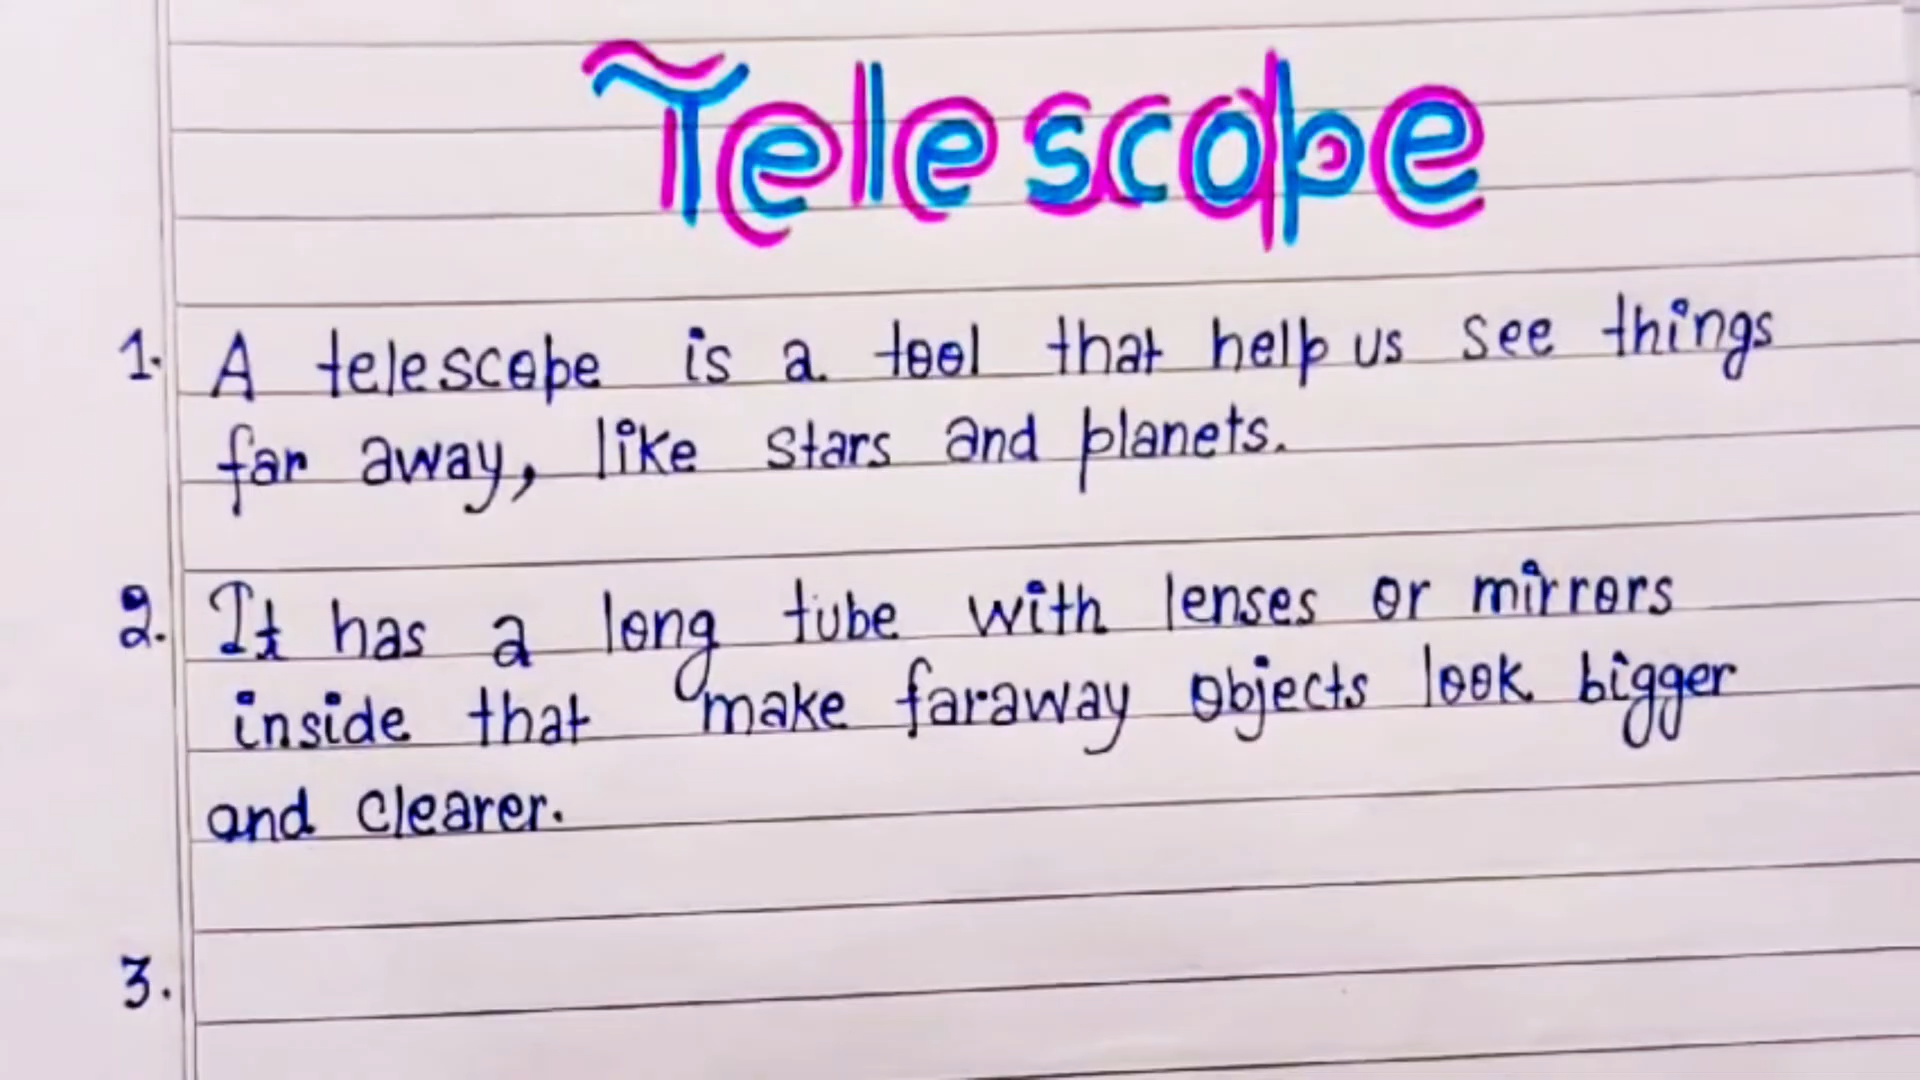 Telescope
1. A telescope is a tool that help us see things
far away, like stars and planets.
2. It has a long tube with lenses or mirrors
inside that make faraway objects look bigger
and clearer.
3.